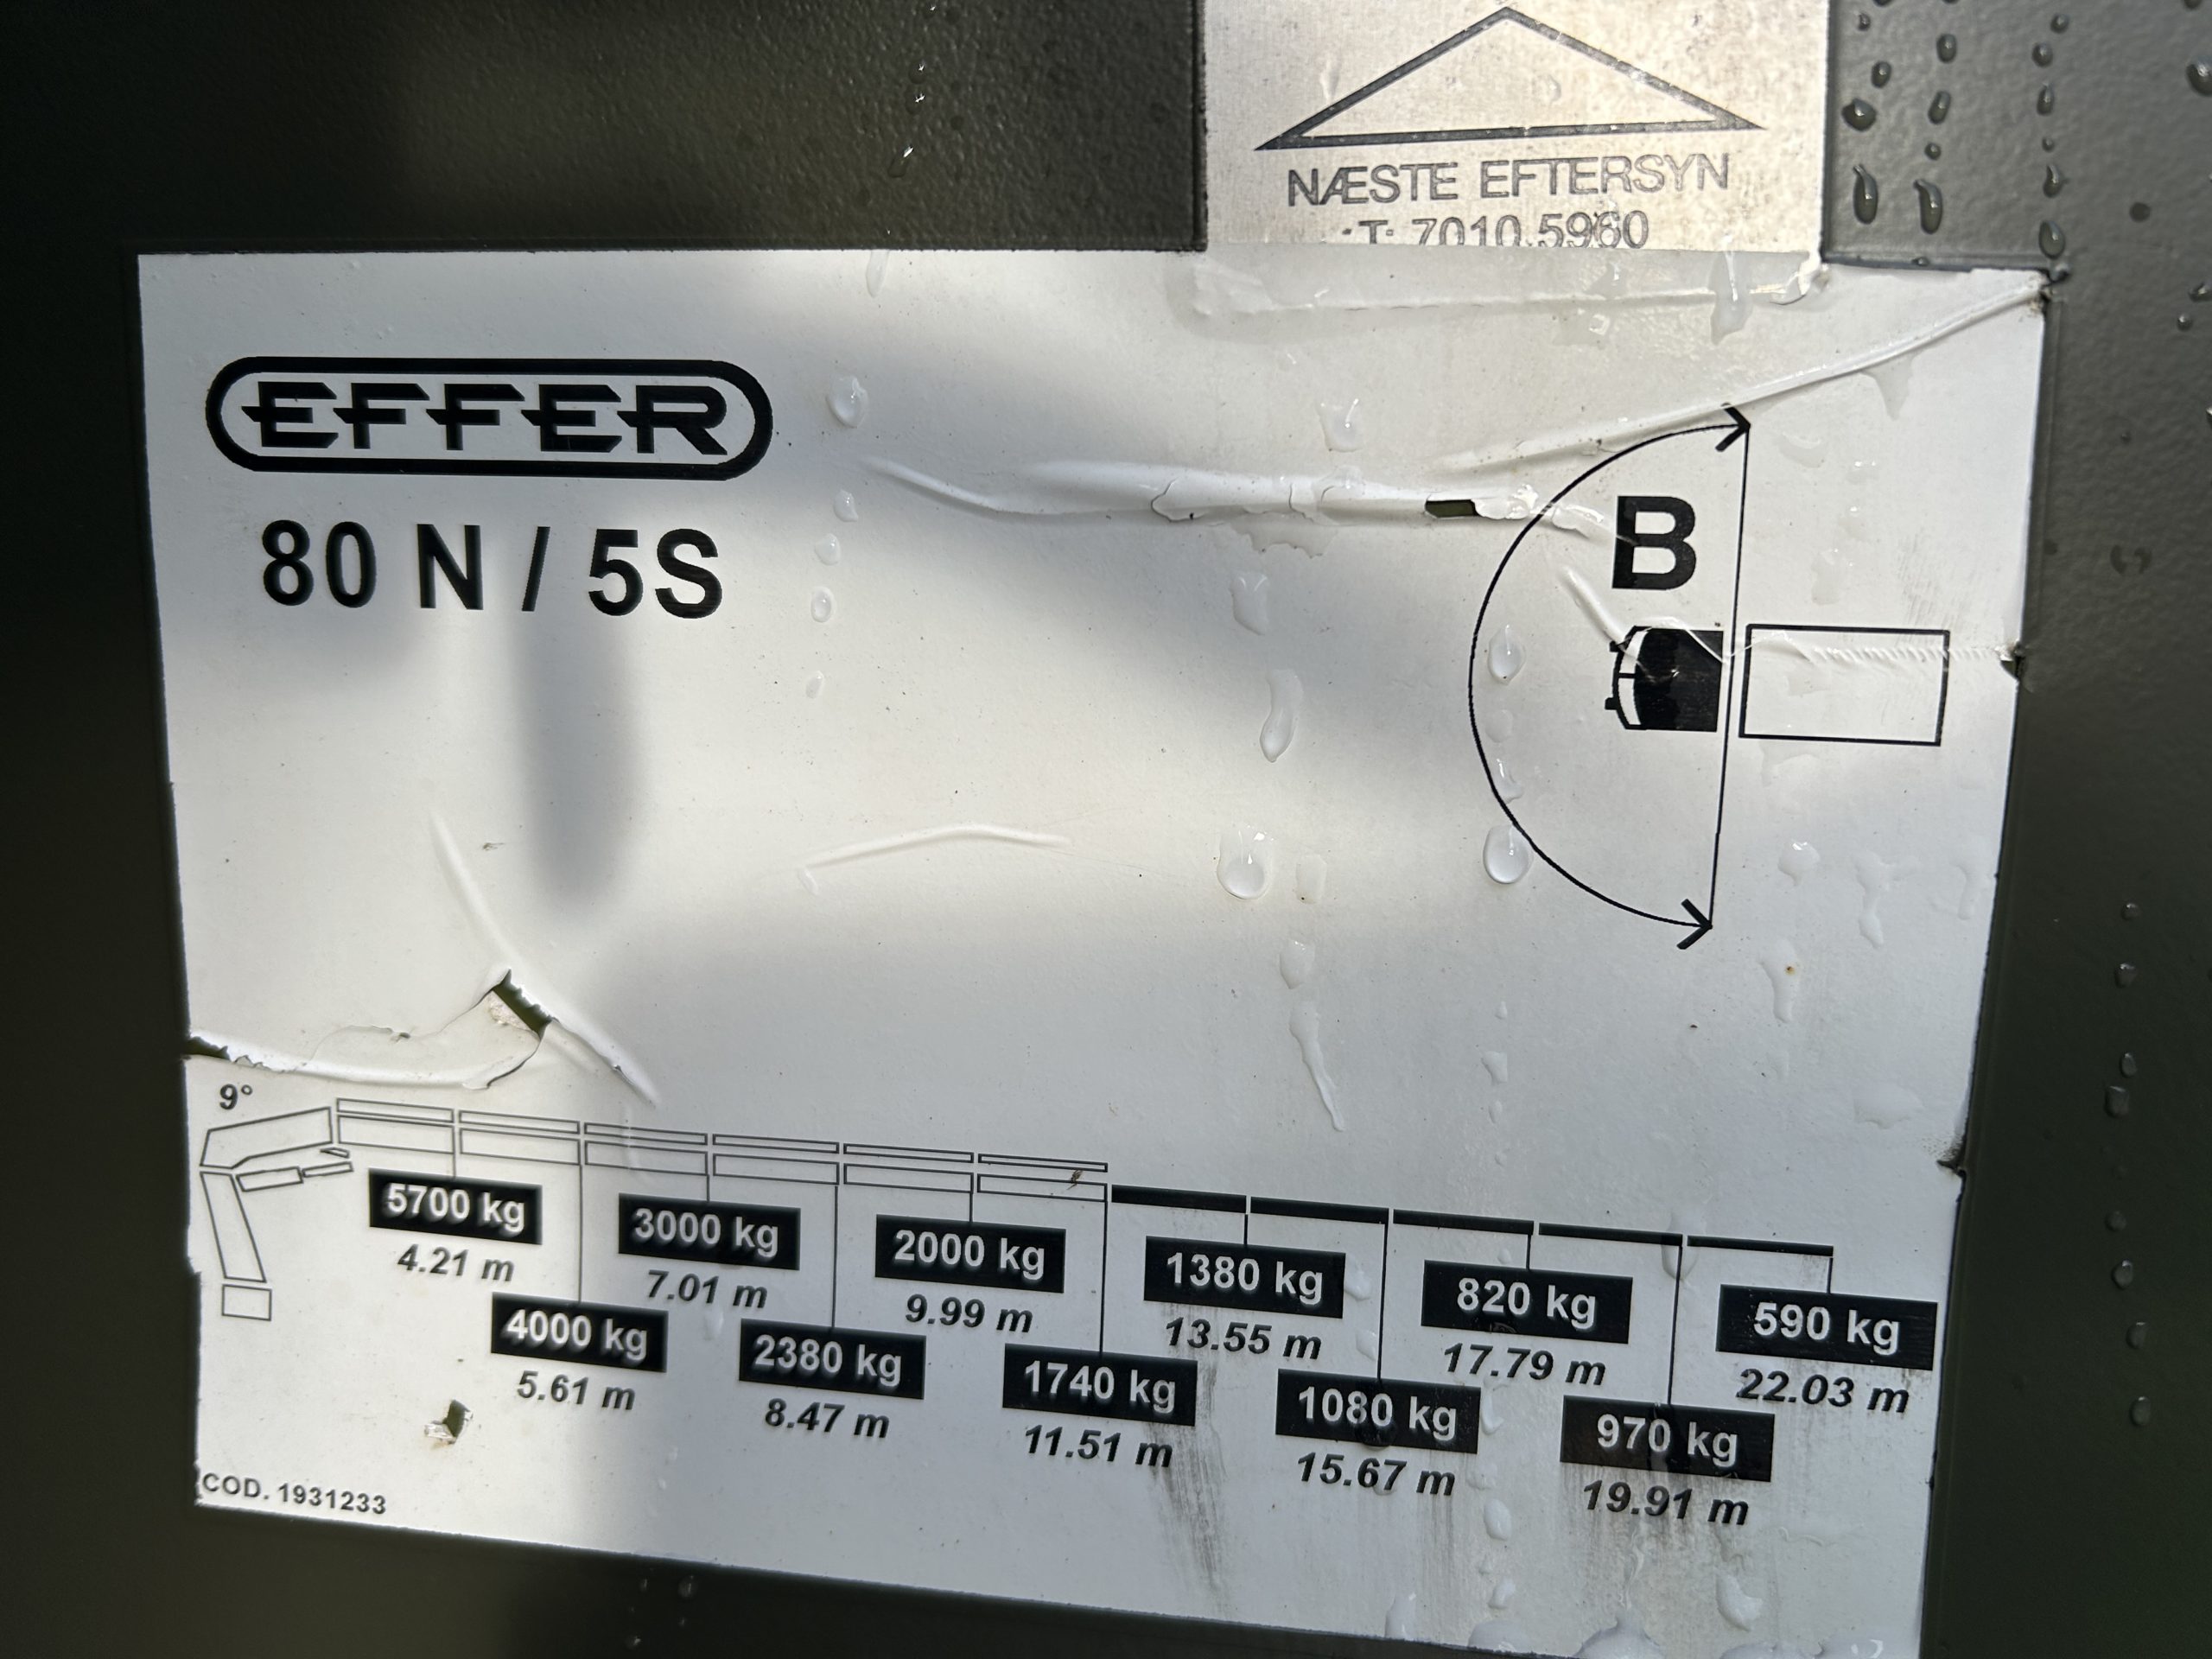 NÆSTE EFTERSYN
T: 7010 5960
EFFER
80 N / 5S
B
9°
5700 kg
4.21 m
4000 kg
5.61 m
3000 kg
7.01 m
2380 kg
8.47 m
2000 kg
9.99 m
1740 kg
11.51 m
1380 kg
13.55 m
1080 kg
15.67 m
820 kg
17.79 m
970 kg
19.91 m
590 kg
22.03 m
COD. 1931233